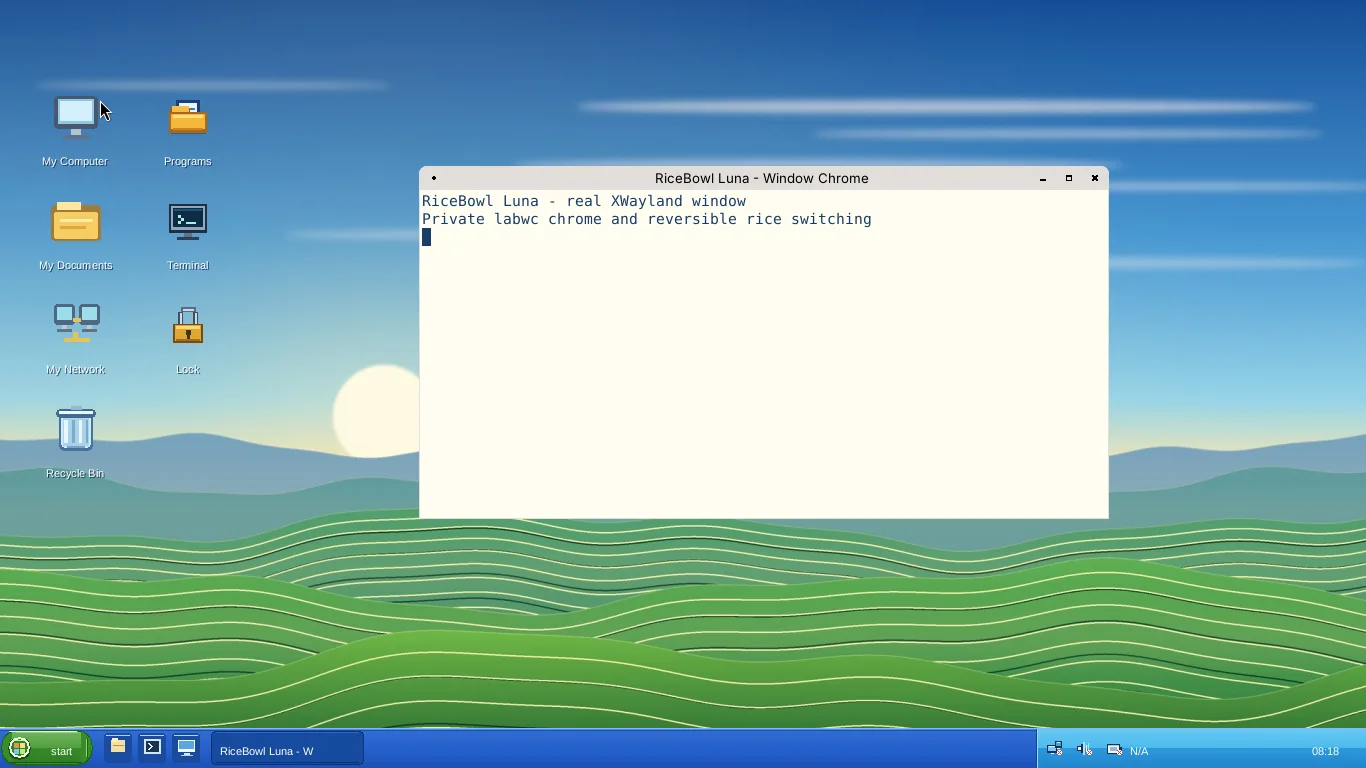 My Computer
Programs
My Documents
Terminal
My Network
Lock
Recycle Bin
RiceBowl Luna - Window Chrome
RiceBowl Luna - real XWayland window
Private labwc chrome and reversible rice switching
start
RiceBowl Luna - W
N/A
08:18